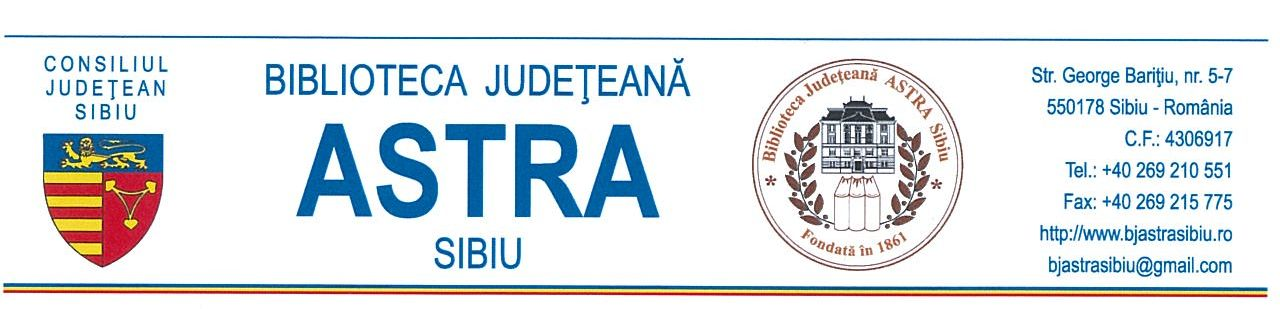 CONSILIUL
JUDEŢEAN
SIBIU
BIBLIOTECA JUDEŢEANĂ
ASTRA
SIBIU
* Biblioteca Judeţeană ASTRA Sibiu *
Fondată în 1861
Str. George Bariţiu, nr. 5-7
550178 Sibiu - România
C.F.: 4306917
Tel.: +40 269 210 551
Fax: +40 269 215 775
http://www.bjastrasibiu.ro
bjastrasibiu@gmail.com